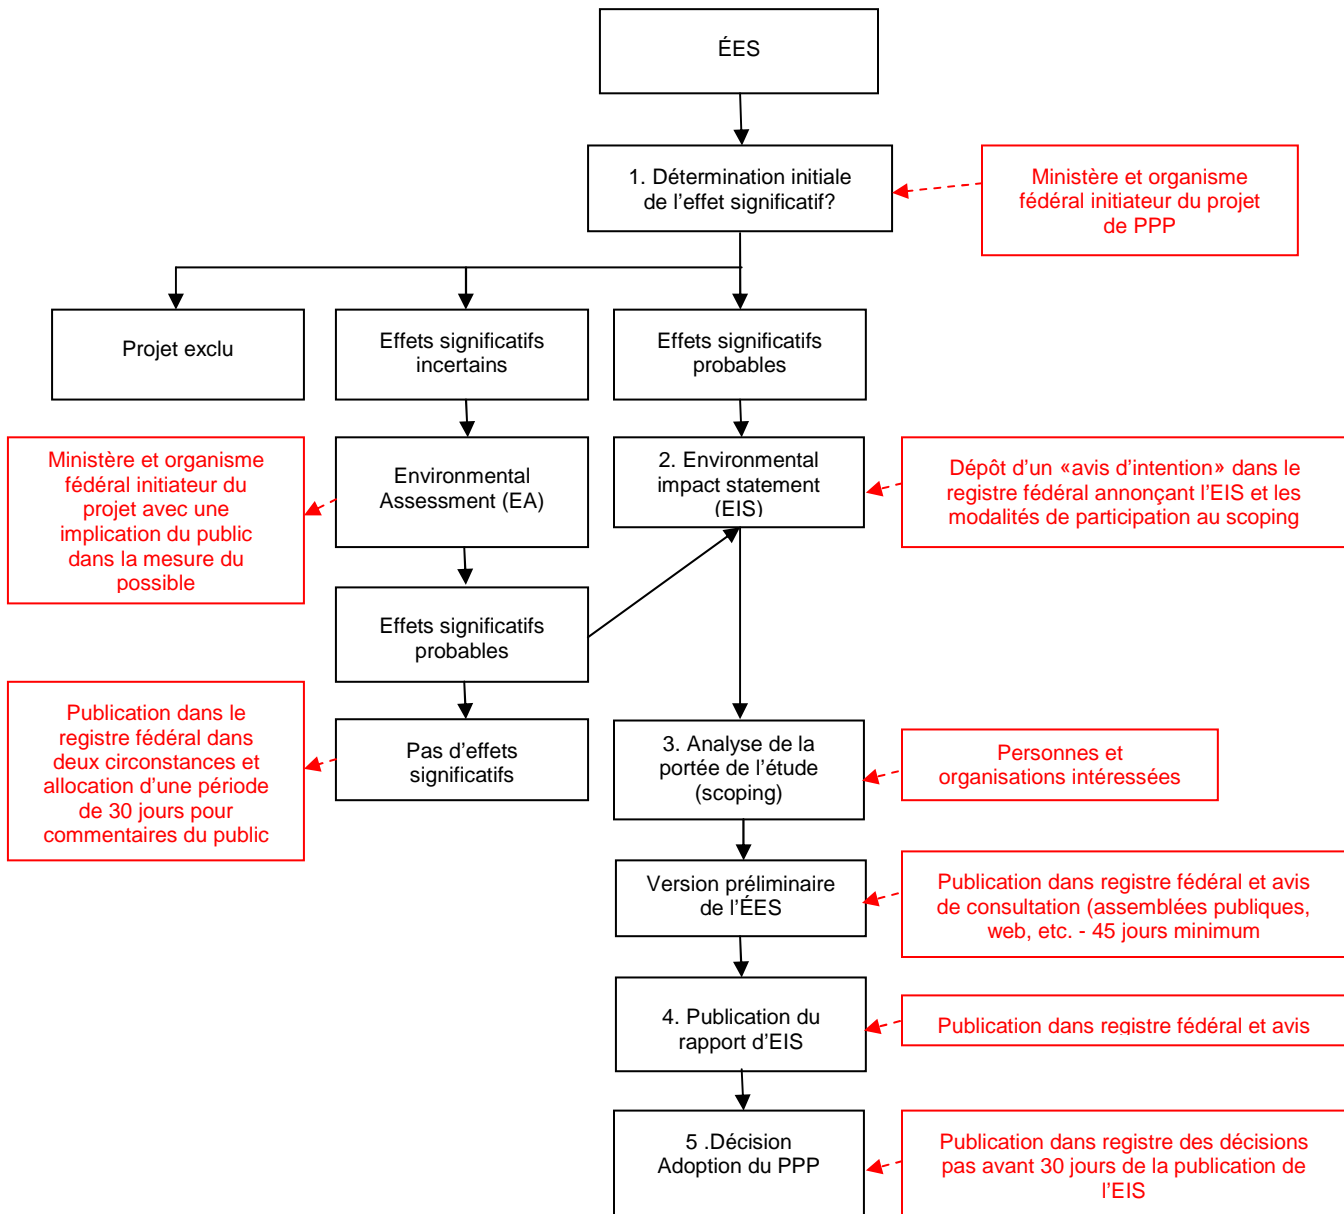 ÉES
1. Détermination initiale
de l’effet significatif?
Ministère et organisme
fédéral initiateur du projet
de PPP
Projet exclu
Effets significatifs
incertains
Effets significatifs
probables
Ministère et organisme
fédéral initiateur du
projet avec une
implication du public
dans la mesure du
possible
Environmental
Assessment (EA)
2. Environmental
impact statement
(EIS)
Dépôt d’un «avis d’intention» dans le
registre fédéral annonçant l’EIS et les
modalités de participation au scoping
Effets significatifs
probables
Publication dans le
registre fédéral dans
deux circonstances et
allocation d’une période
de 30 jours pour
commentaires du public
Pas d’effets
significatifs
3. Analyse de la
portée de l’étude
(scoping)
Personnes et
organisations intéressées
Version préliminaire
de l’ÉES
Publication dans registre fédéral et avis
de consultation (assemblées publiques,
web, etc. - 45 jours minimum
4. Publication du
rapport d’EIS
Publication dans registre fédéral et avis
5 .Décision
Adoption du PPP
Publication dans registre des décisions
pas avant 30 jours de la publication de
l’EIS